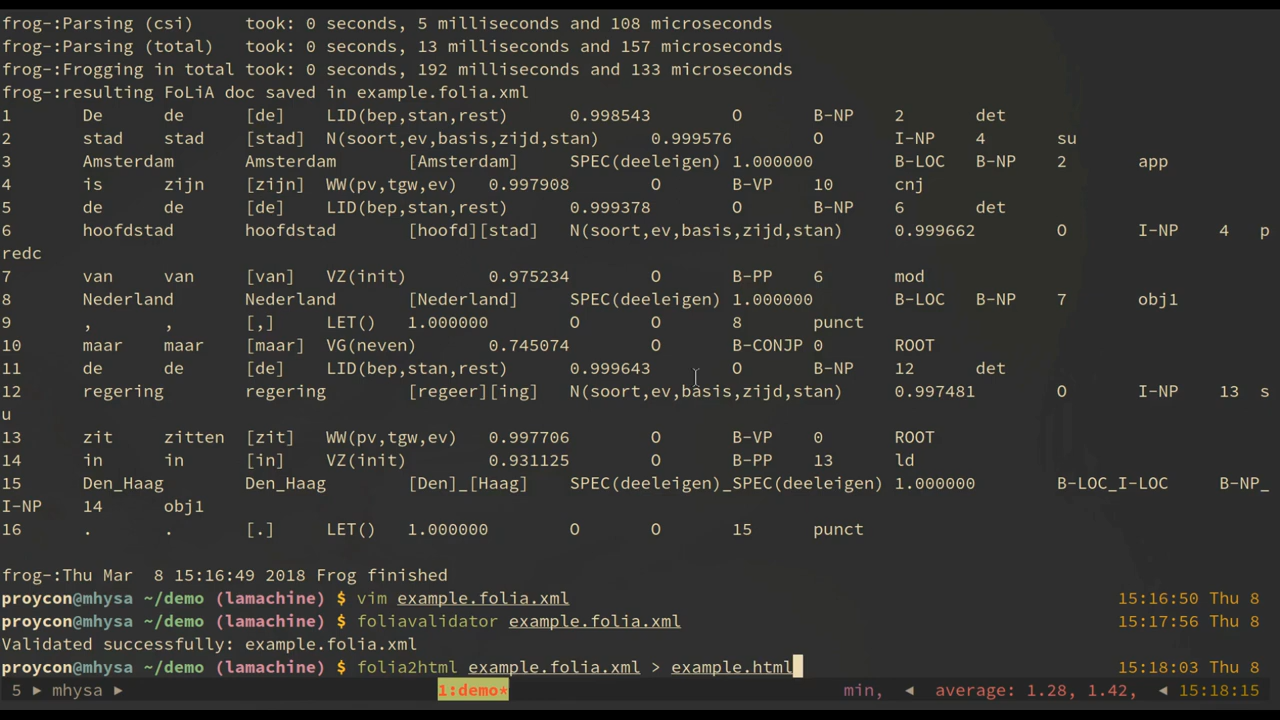 frog-:Parsing (csi) took: 0 seconds, 5 milliseconds and 108 microseconds
frog-:Parsing (total) took: 0 seconds, 13 milliseconds and 157 microseconds
frog-:Frogging in total took: 0 seconds, 192 milliseconds and 133 microseconds
frog-:resulting FoLiA doc saved in example.folia.xml
1 De de [de] LID(bep,stan,rest) 0.998543 O B-NP 2 det
2 stad stad [stad] N(soort,ev,basis,zijd,stan) 0.999576 O I-NP 4 su
3 Amsterdam Amsterdam [Amsterdam] SPEC(deeleigen) 1.000000 B-LOC B-NP 2 app
4 is zijn [zijn] WW(pv,tgw,ev) 0.997908 O B-VP 10 cnj
5 de de [de] LID(bep,stan,rest) 0.999378 O B-NP 6 det
6 hoofdstad hoofdstad [hoofd][stad] N(soort,ev,basis,zijd,stan) 0.999662 O I-NP 4 p
redc
7 van van [van] VZ(init) 0.975234 O B-PP 6 mod
8 Nederland Nederland [Nederland] SPEC(deeleigen) 1.000000 B-LOC B-NP 7 obj1
9 , , [,] LET() 1.000000 O O 8 punct
10 maar maar [maar] VG(neven) 0.745074 O B-CONJP 0 ROOT
11 de de [de] LID(bep,stan,rest) 0.999643 O B-NP 12 det
12 regering regering [regeer][ing] N(soort,ev,basis,zijd,stan) 0.997481 O I-NP 13 s
u
13 zit zitten [zit] WW(pv,tgw,ev) 0.997706 O B-VP 0 ROOT
14 in in [in] VZ(init) 0.931125 O B-PP 13 ld
15 Den_Haag Den_Haag [Den]_[Haag] SPEC(deeleigen)_SPEC(deeleigen) 1.000000 B-LOC_I-LOC B-NP_
I-NP 14 obj1
16 . . [.] LET() 1.000000 O O 15 punct
frog-:Thu Mar 8 15:16:49 2018 Frog finished
proycon@mhysa ~/demo (lamachine) $ vim example.folia.xml 15:16:50 Thu 8
proycon@mhysa ~/demo (lamachine) $ foliavalidator example.folia.xml 15:17:56 Thu 8
Validated successfully: example.folia.xml
proycon@mhysa ~/demo (lamachine) $ folia2html example.folia.xml > example.html 15:18:03 Thu 8
5 ► mhysa ► 1:demo* min, ◄ average: 1.28, 1.42, ◄ 15:18:15